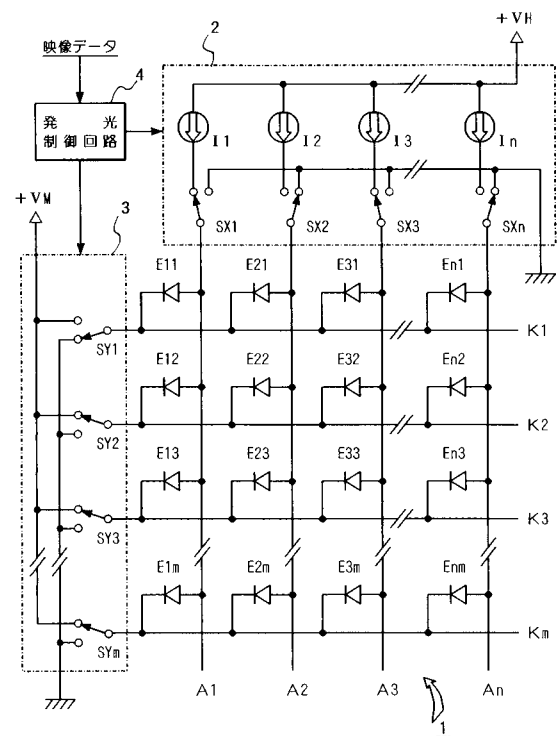 +VH
映像データ
2
4
発光
制御回路
I1 I2 I3 In
+VM
3
SX1 SX2 SX3 SXn
E11 E21 E31 En1
K1
SY1
E12 E22 E32 En2
K2
SY2
E13 E23 E33 En3
K3
SY3
E1m E2m E3m Enm
Km
SYm
A1 A2 A3 An
1